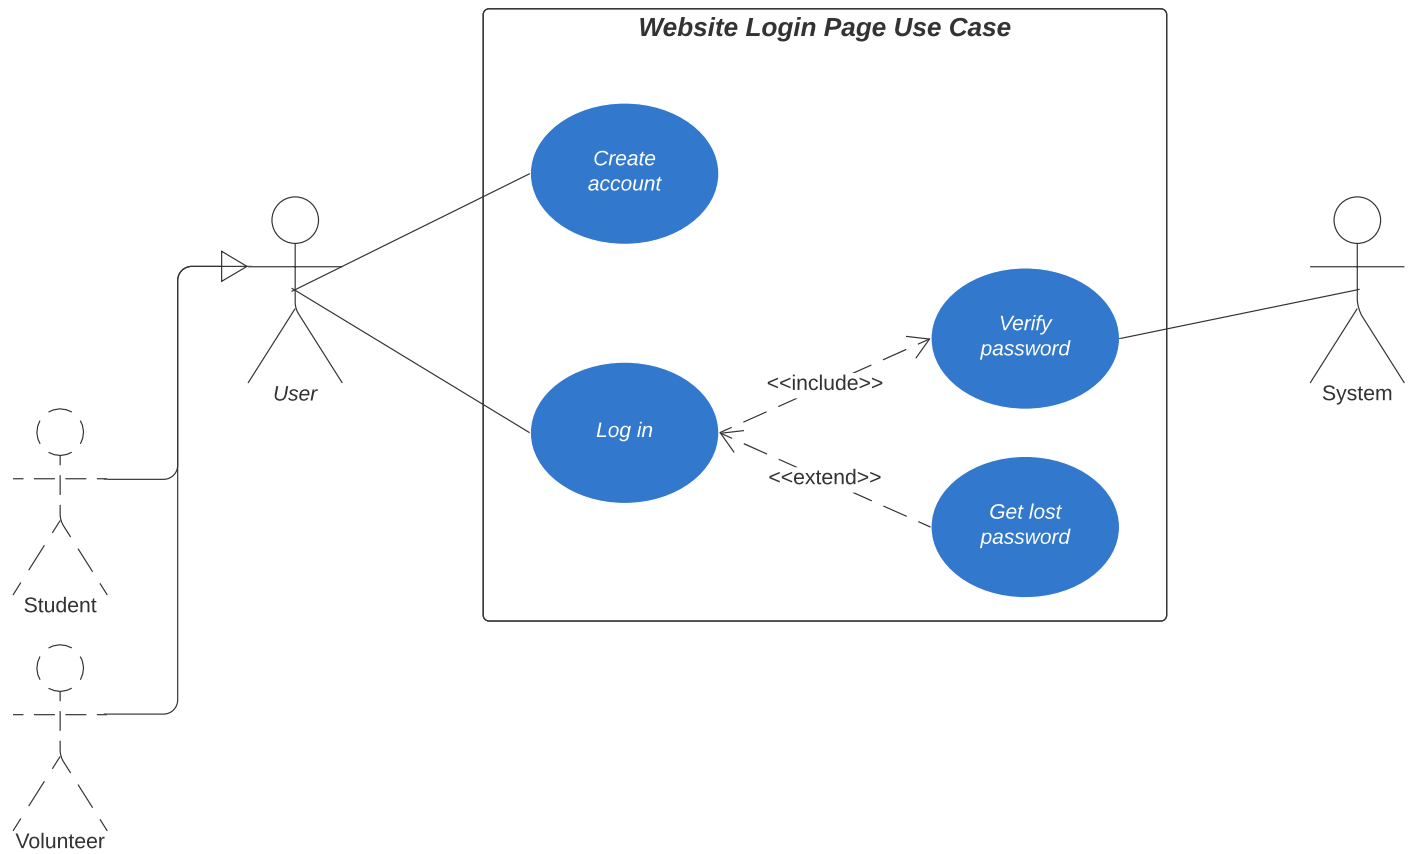 Website Login Page Use Case
Create
account
User
Log in
<<include>>
<<extend>>
Verify
password
Get lost
password
System
Student
Volunteer